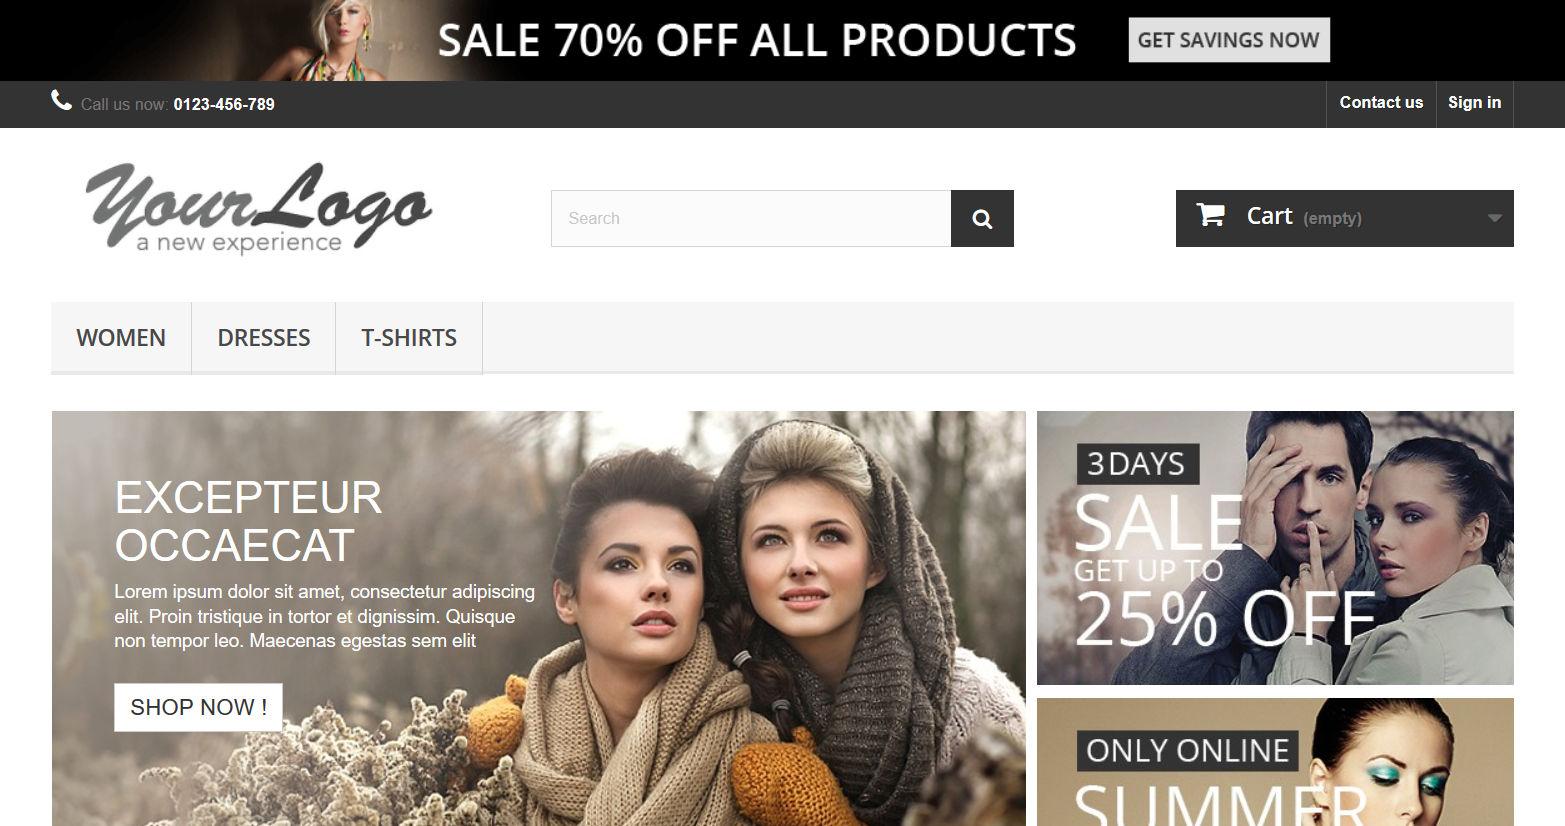 SALE 70% OFF ALL PRODUCTS
GET SAVINGS NOW
Call us now: 0123-456-789
Contact us
Sign in
YourLogo
a new experience
Search
Cart (empty)
WOMEN
DRESSES
T-SHIRTS
EXCEPTEUR
OCCAECAT
Lorem ipsum dolor sit amet, consectetur adipiscing
elit. Proin tristique in tortor et dignissim. Quisque
non tempor leo. Maecenas egestas sem elit
SHOP NOW !
3 DAYS
SALE
GET UP TO
25% OFF
ONLY ONLINE
SUMMER